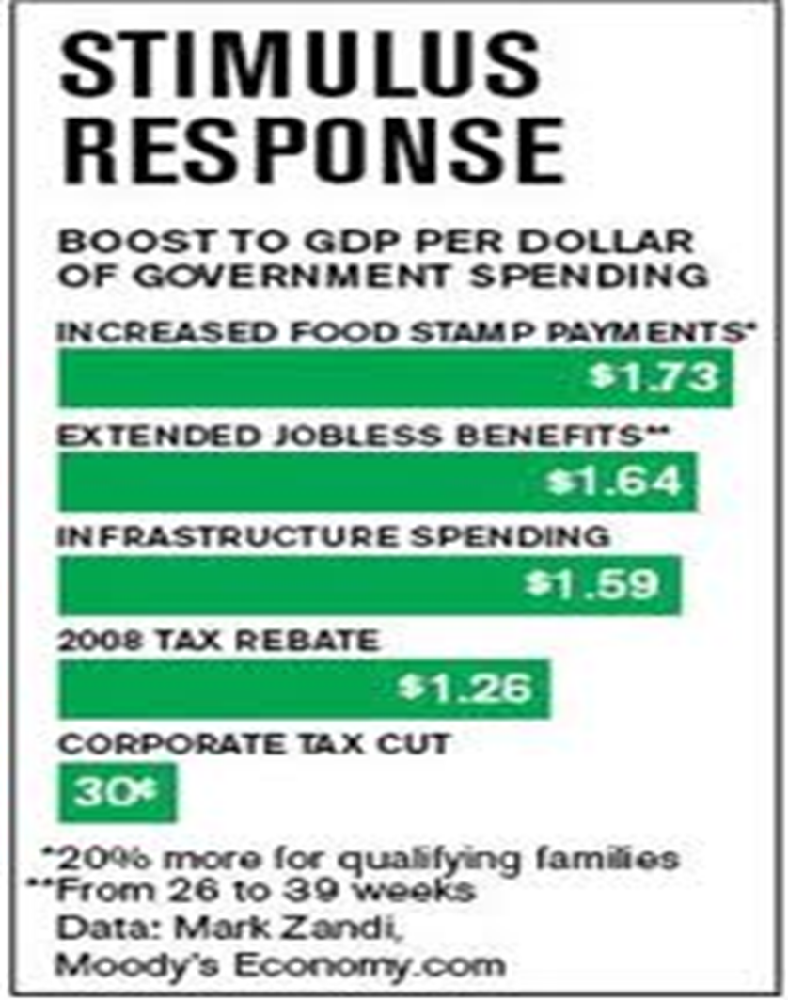 STIMULUS
RESPONSE
BOOST TO GDP PER DOLLAR
OF GOVERNMENT SPENDING
INCREASED FOOD STAMP PAYMENTS*
$1.73
EXTENDED JOBLESS BENEFITS**
$1.64
INFRASTRUCTURE SPENDING
$1.59
2008 TAX REBATE
$1.26
CORPORATE TAX CUT
30¢
*20% more for qualifying families
**From 26 to 39 weeks
Data: Mark Zandi,
Moody's Economy.com